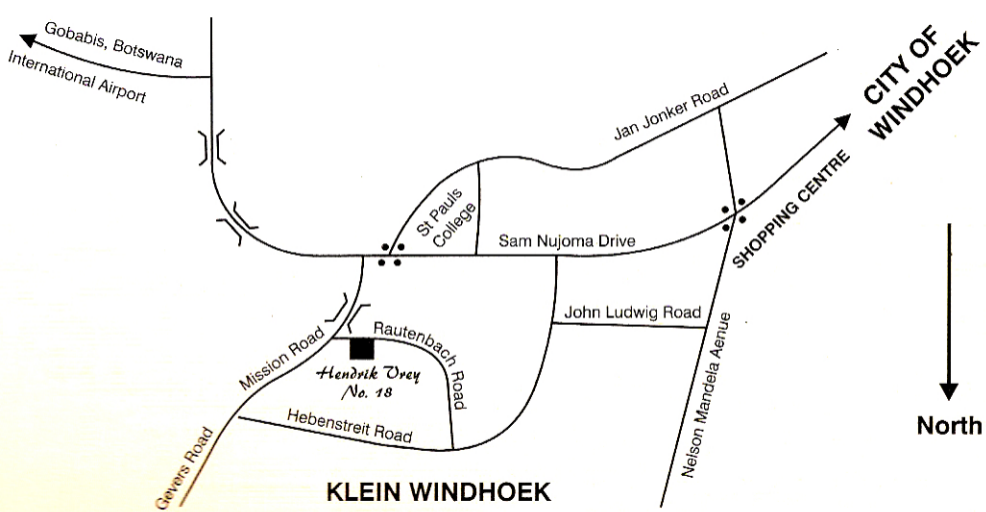 Gobabis, Botswana
International Airport
CITY OF
WINDHOEK
Jan Jonker Road
St Pauls
College
SHOPPING CENTRE
Sam Nujoma Drive
John Ludwig Road
Mission Road
Rautenbach Road
Hendrik Vrey
No. 18
Nelson Mandela Aenue
Hebenstreit Road
Gevers Road
North
KLEIN WINDHOEK